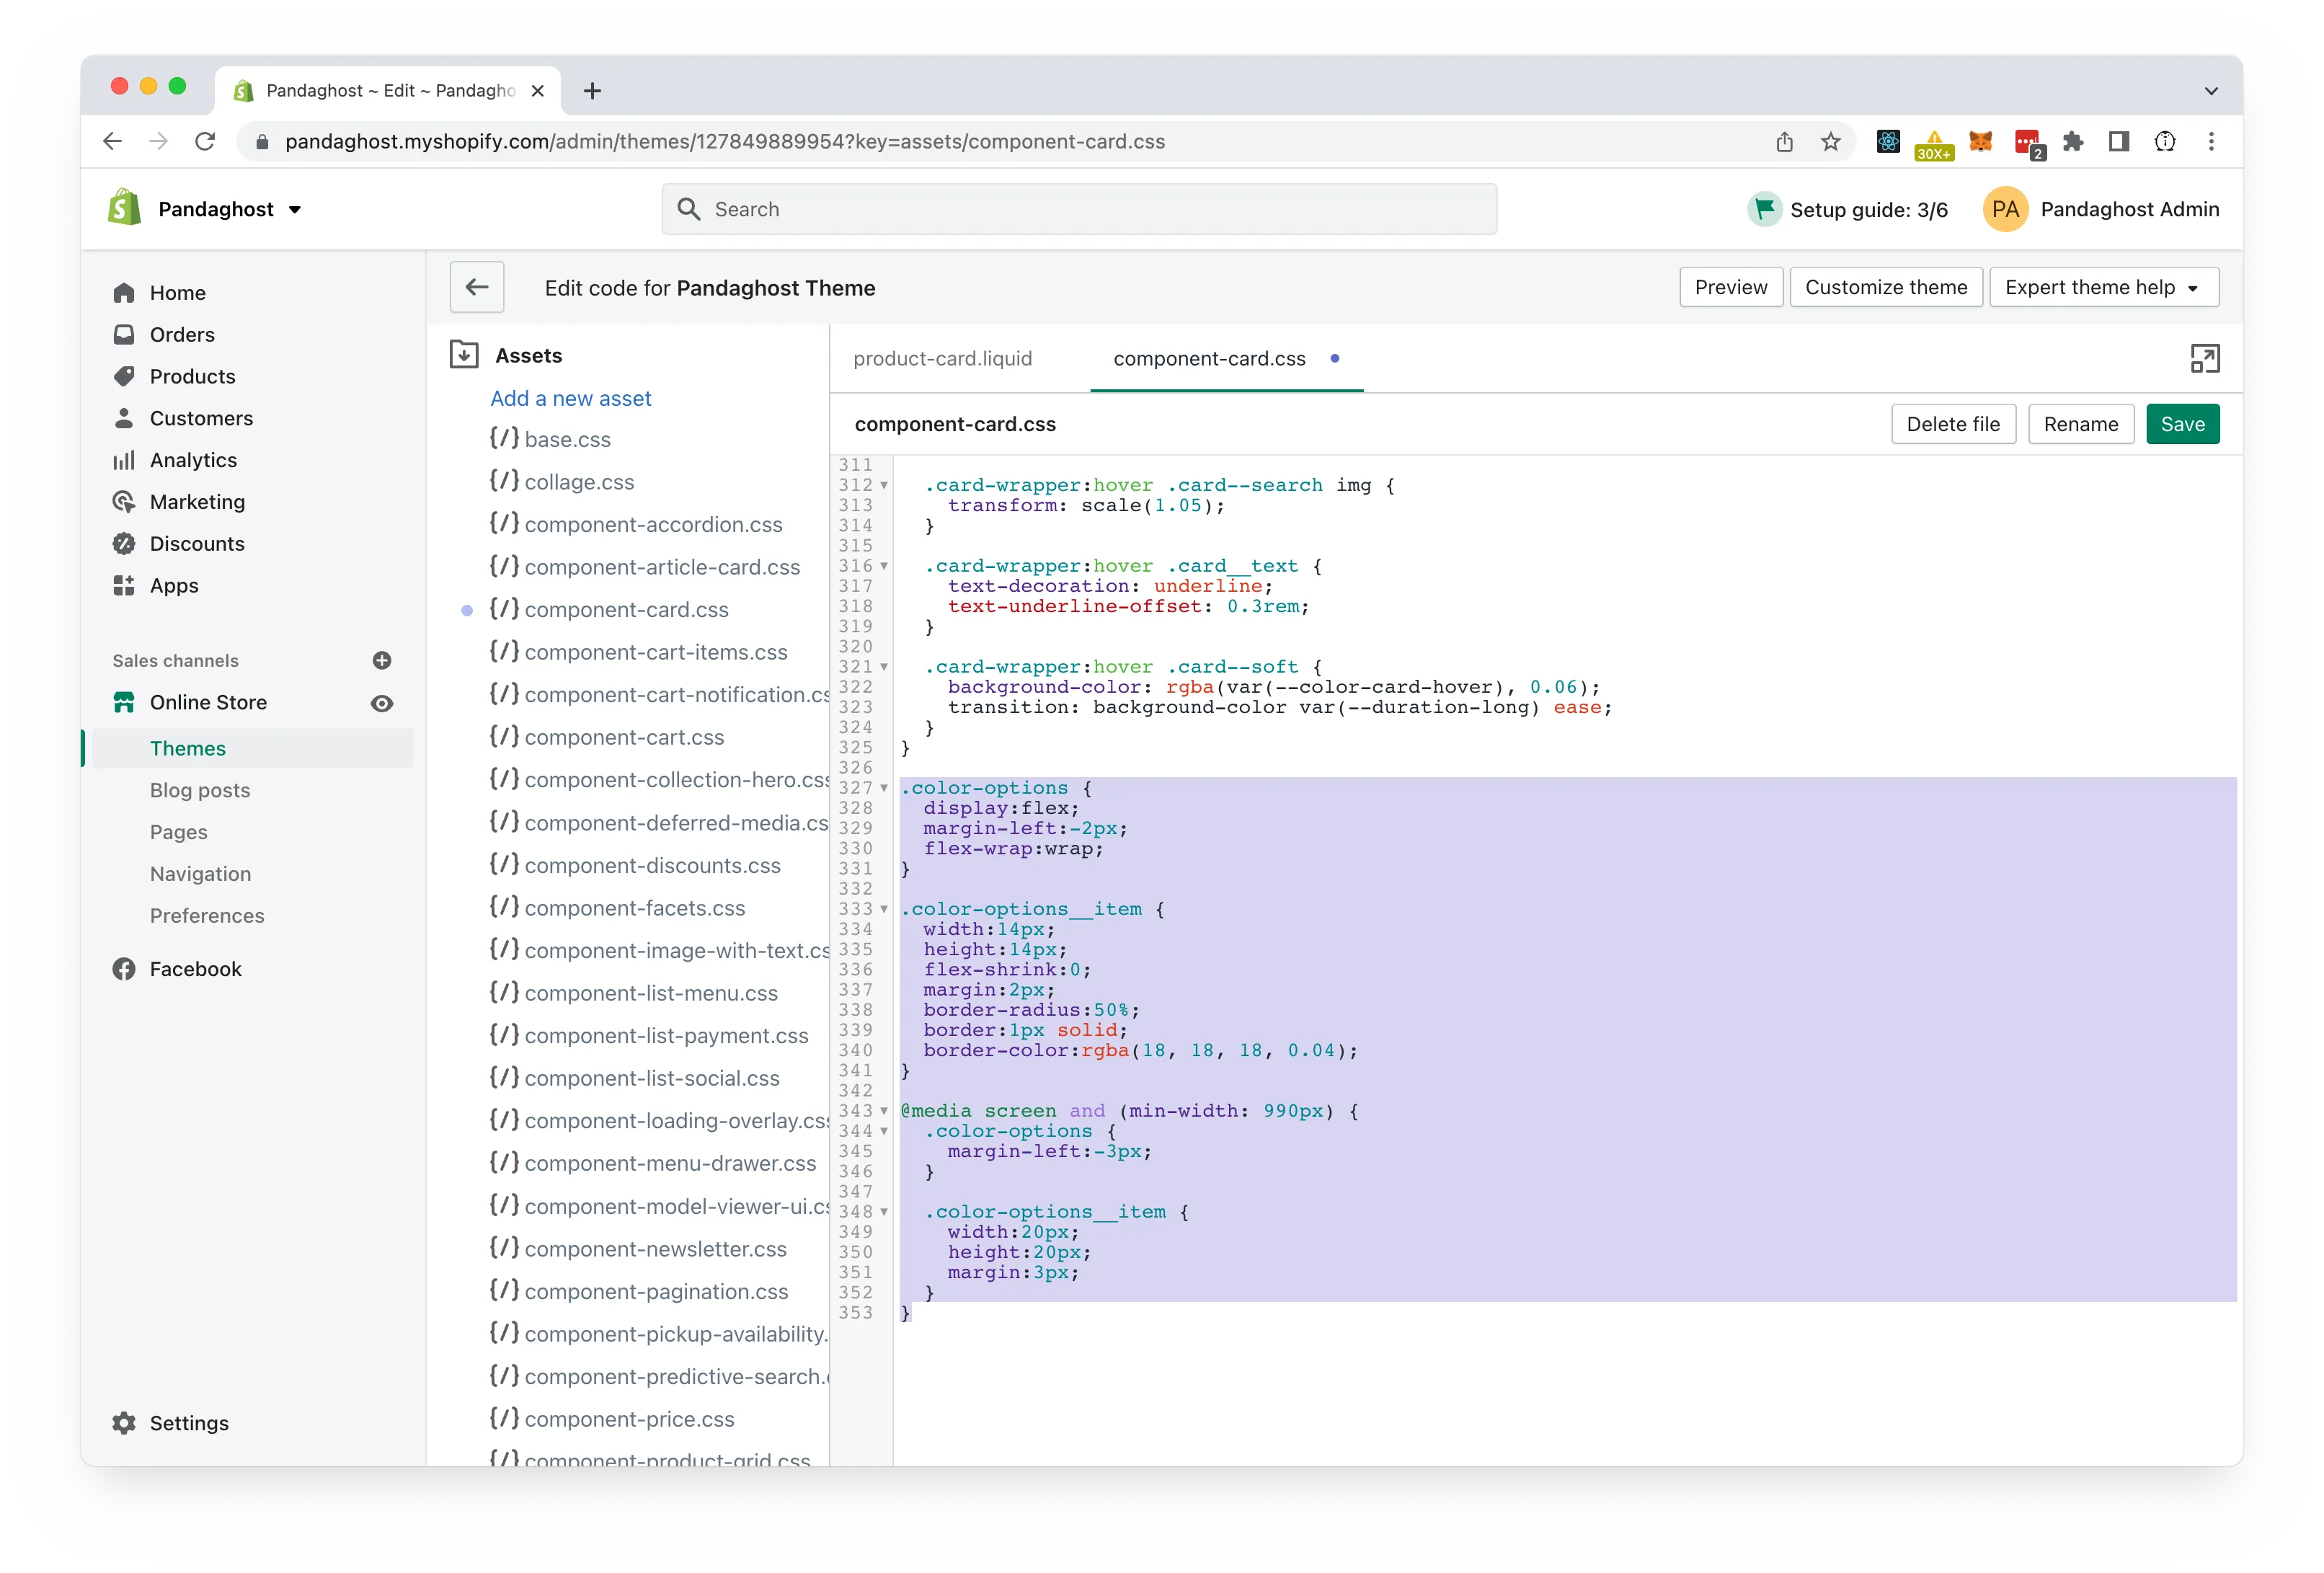 Pandaghost ~ Edit ~ Pandagho
pandaghost.myshopify.com/admin/themes/127849889954?key=assets/component-card.css
30X+
2
Pandaghost
Search
Setup guide: 3/6
PA
Pandaghost Admin
Home
Orders
Products
Customers
Analytics
Marketing
Discounts
Apps
Sales channels
Online Store
Themes
Blog posts
Pages
Navigation
Preferences
Facebook
Settings
Edit code for Pandaghost Theme
Preview
Customize theme
Expert theme help
Assets
Add a new asset
{/} base.css
{/} collage.css
{/} component-accordion.css
{/} component-article-card.css
{/} component-card.css
{/} component-cart-items.css
{/} component-cart-notification.cs
{/} component-cart.css
{/} component-collection-hero.css
{/} component-deferred-media.cs
{/} component-discounts.css
{/} component-facets.css
{/} component-image-with-text.cs
{/} component-list-menu.css
{/} component-list-payment.css
{/} component-list-social.css
{/} component-loading-overlay.css
{/} component-menu-drawer.css
{/} component-model-viewer-ui.cs
{/} component-newsletter.css
{/} component-pagination.css
{/} component-pickup-availability.
{/} component-predictive-search.c
{/} component-price.css
{/} component-product-grid.css
product-card.liquid
component-card.css
component-card.css
Delete file
Rename
Save
311
312 .card-wrapper:hover .card--search img {
313 transform: scale(1.05);
314 }
315
316 .card-wrapper:hover .card__text {
317 text-decoration: underline;
318 text-underline-offset: 0.3rem;
319 }
320
321 .card-wrapper:hover .card--soft {
322 background-color: rgba(var(--color-card-hover), 0.06);
323 transition: background-color var(--duration-long) ease;
324 }
325 }
326
327 .color-options {
328 display:flex;
329 margin-left:-2px;
330 flex-wrap:wrap;
331 }
332
333 .color-options__item {
334 width:14px;
335 height:14px;
336 flex-shrink:0;
337 margin:2px;
338 border-radius:50%;
339 border:1px solid;
340 border-color:rgba(18, 18, 18, 0.04);
341 }
342
343 @media screen and (min-width: 990px) {
344 .color-options {
345 margin-left:-3px;
346 }
347
348 .color-options__item {
349 width:20px;
350 height:20px;
351 margin:3px;
352 }
353 }